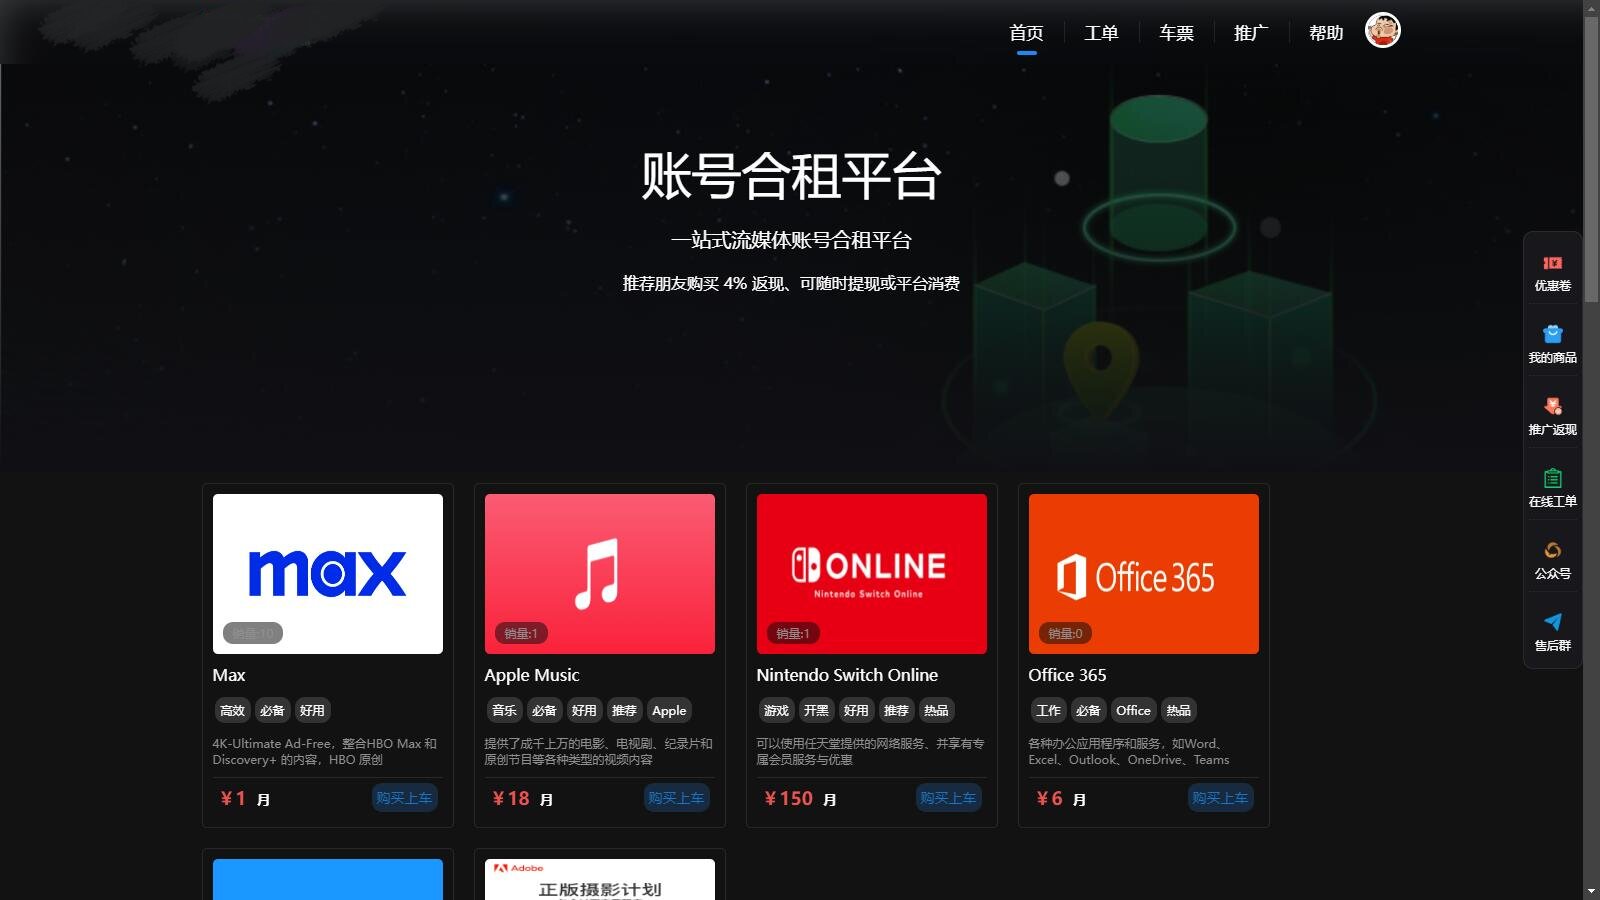 首页
工单
车票
推广
帮助
账号合租平台
一站式流媒体账号合租平台
推荐朋友购买 4% 返现、可随时提现或平台消费
优惠卷
我的商品
推广返现
在线工单
公众号
售后群
max
销量:10
Max
高效 必备 好用
4K-Ultimate Ad-Free，整合HBO Max 和
Discovery+ 的内容，HBO 原创
￥1 月
购买上车
销量:1
Apple Music
音乐 必备 好用 推荐 Apple
提供了成千上万的电影、电视剧、纪录片和
原创节目等各种类型的视频内容
￥18 月
购买上车
ONLINE
Nintendo Switch Online
销量:1
Nintendo Switch Online
游戏 开黑 好用 推荐 热品
可以使用任天堂提供的网络服务、并享有专
属会员服务与优惠
￥150 月
购买上车
Office 365
销量:0
Office 365
工作 必备 Office 热品
各种办公应用程序和服务，如Word、
Excel、Outlook、OneDrive、Teams
￥6 月
购买上车
Adobe
正版摄影计划